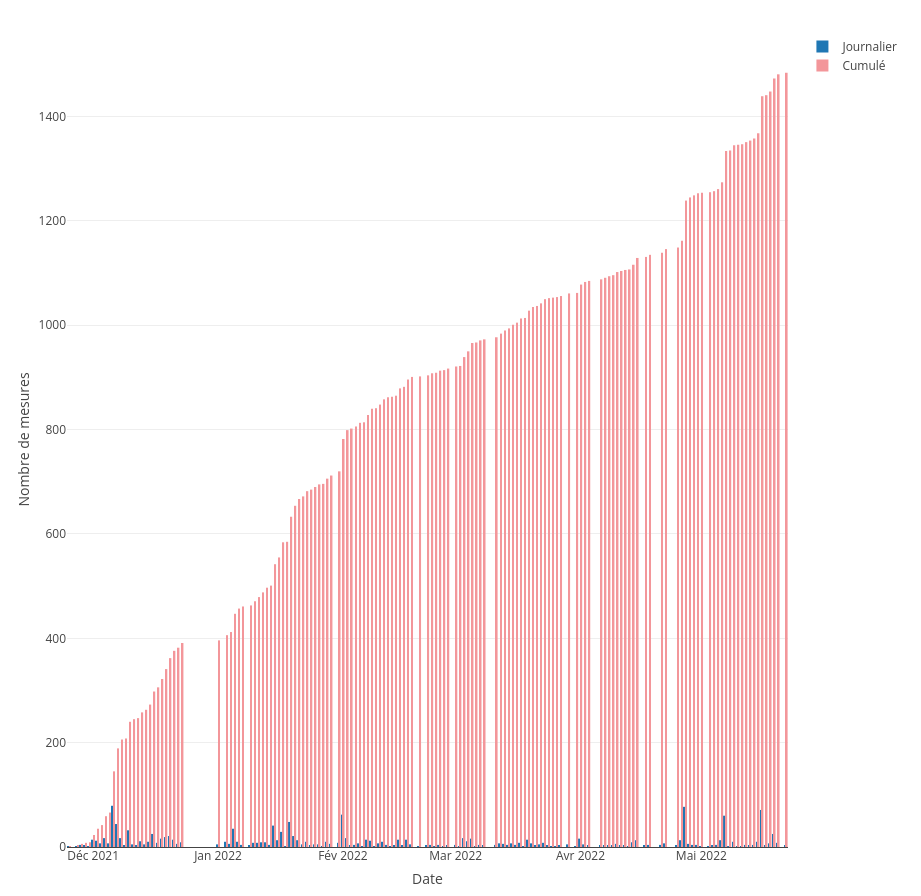 Journalier
Cumulé
1400
1200
1000
800
600
400
200
0
Nombre de mesures
Déc 2021
Jan 2022
Fév 2022
Mar 2022
Avr 2022
Mai 2022
Date